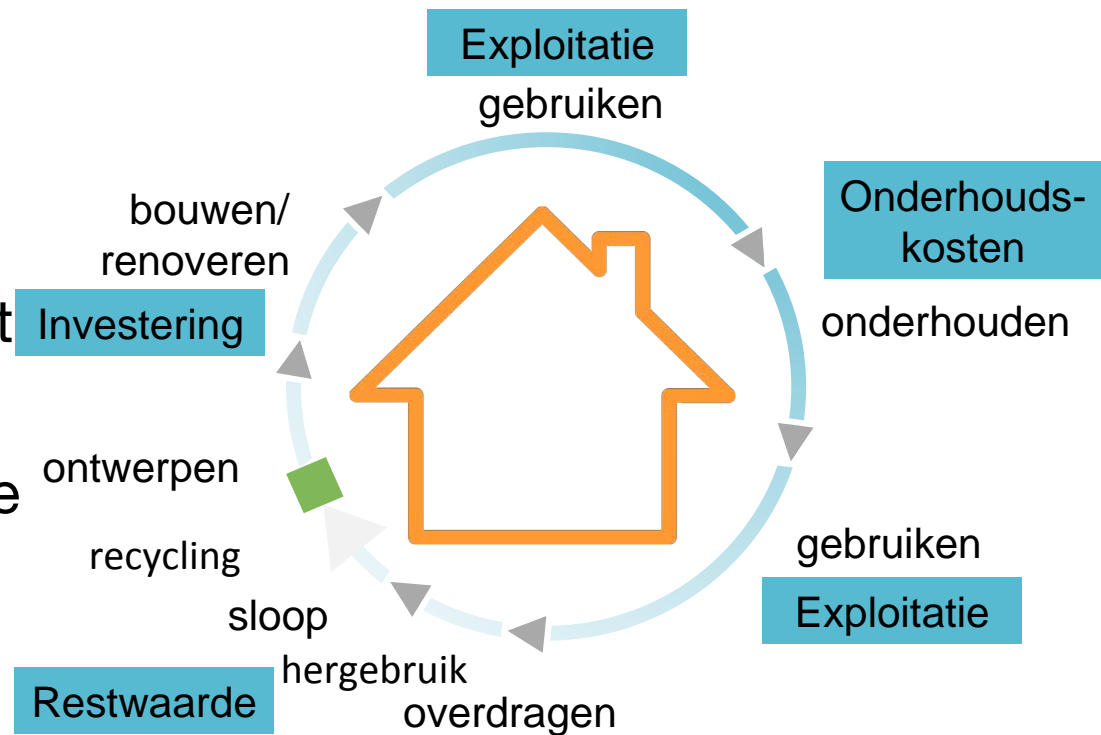 Exploitatie
gebruiken
Onderhouds-
kosten
onderhouden
bouwen/
renoveren
t
Investering
ontwerpen
e
recycling
sloop
hergebruik
Restwaarde
overdragen
gebruiken
Exploitatie